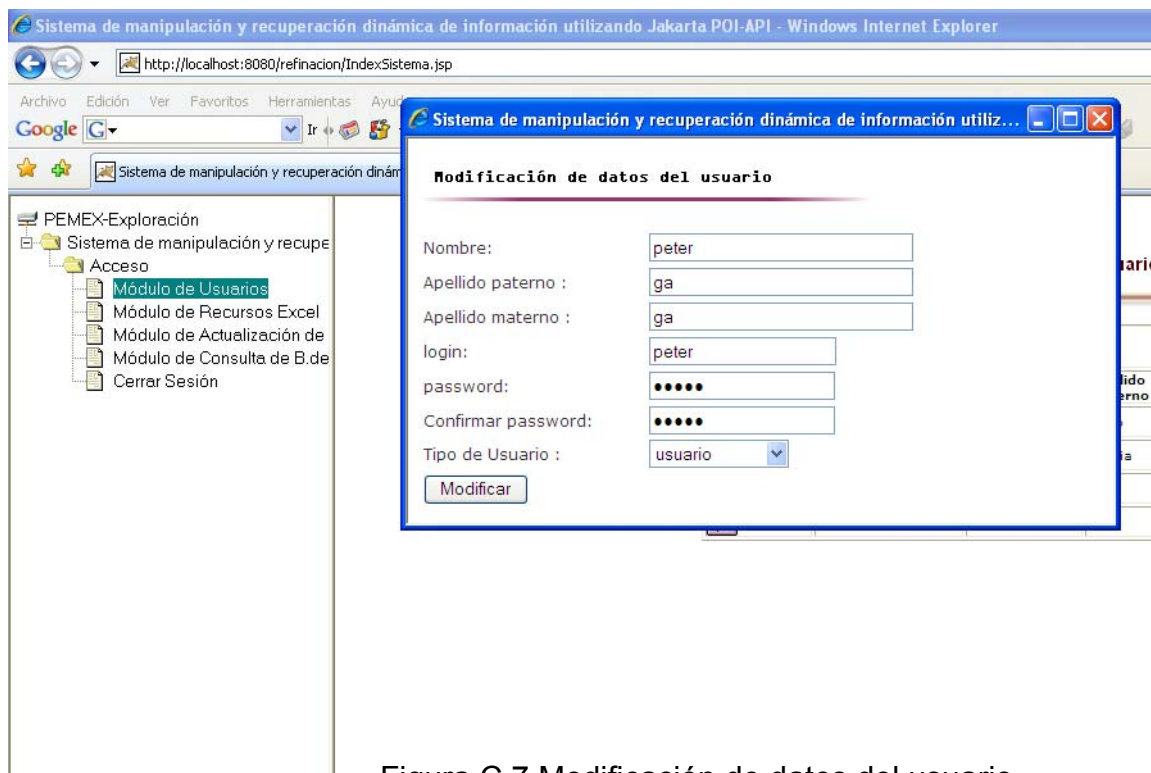 Sistema de manipulación y recuperación dinámica de información utilizando Jakarta POI-API - Windows Internet Explorer
http://localhost:8080/refinacion/IndexSistema.jsp
Archivo Edición Ver Favoritos Herramientas Ayud
Google G Ir
Sistema de manipulación y recuperación dinám
PEMEX-Exploración
Sistema de manipulación y recupe
Acceso
Módulo de Usuarios
Módulo de Recursos Excel
Módulo de Actualización de
Módulo de Consulta de B.de
Cerrar Sesión
Sistema de manipulación y recuperación dinámica de información utiliz...
Modificación de datos del usuario
Nombre: peter
Apellido paterno : ga
Apellido materno : ga
login: peter
password: •••••
Confirmar password: •••••
Tipo de Usuario : usuario
Modificar
Figura C.7 Modificación de datos del usuario